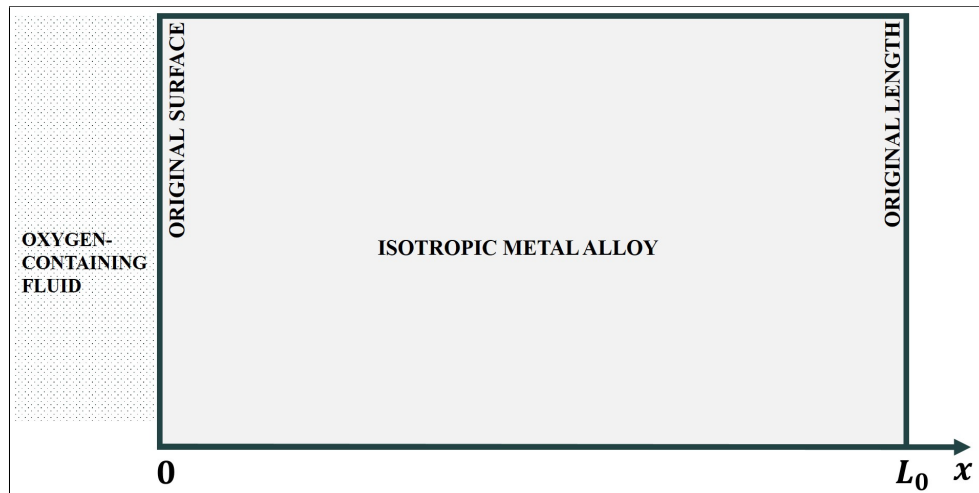 ORIGINAL SURFACE
ORIGINAL LENGTH
OXYGEN-
CONTAINING
FLUID
ISOTROPIC METAL ALLOY
0
L₀
x